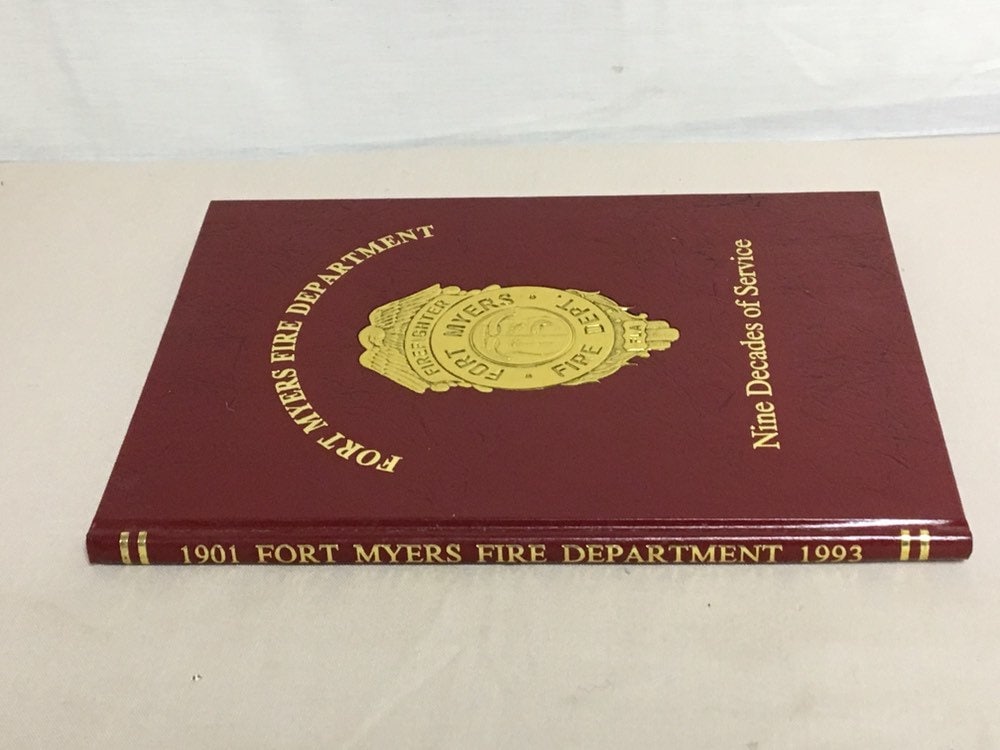 FORT MYERS FIRE DEPARTMENT
FIREFIGHTER
FORT MYERS
FIRE DEPT.
FLA
Nine Decades of Service
1901 FORT MYERS FIRE DEPARTMENT 1993